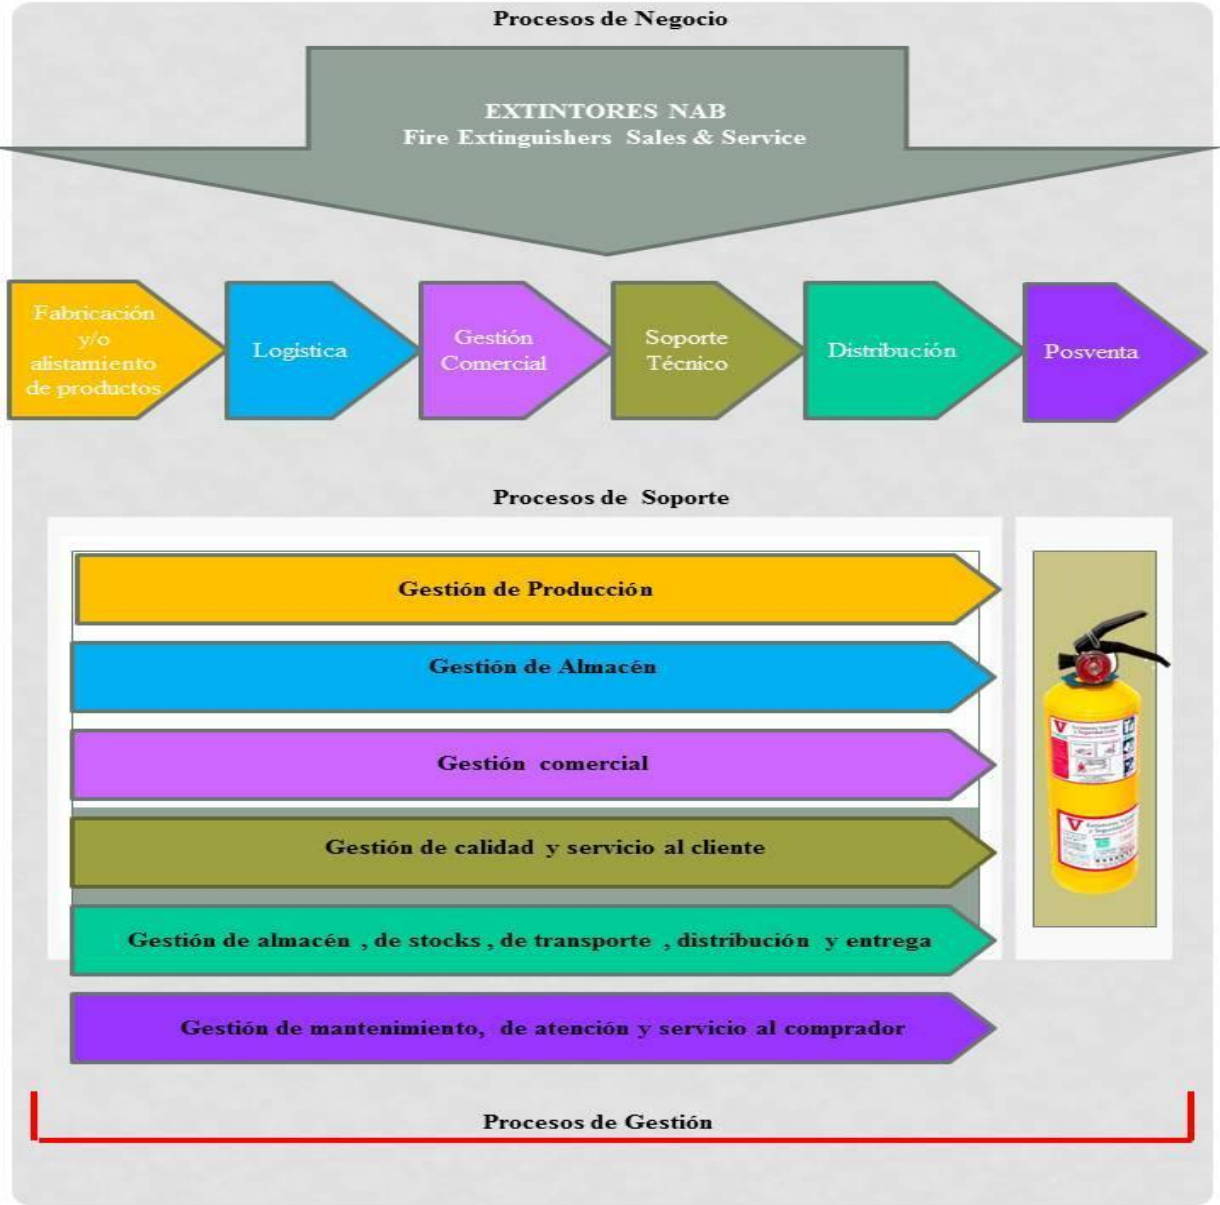 Procesos de Negocio
EXTINTORES NAB
Fire Extinguishers Sales & Service
Fabricación
y/o
alistamiento
de productos
Logistica
Gestión
Comercial
Soporte
Técnico
Distribución
Posventa
Procesos de Soporte
Gestión de Producción
Gestión de Almacén
Gestión comercial
Gestión de calidad y servicio al cliente
Gestión de almacén , de stocks , de transporte , distribución y entrega
Gestión de mantenimiento, de atención y servicio al comprador
Procesos de Gestión